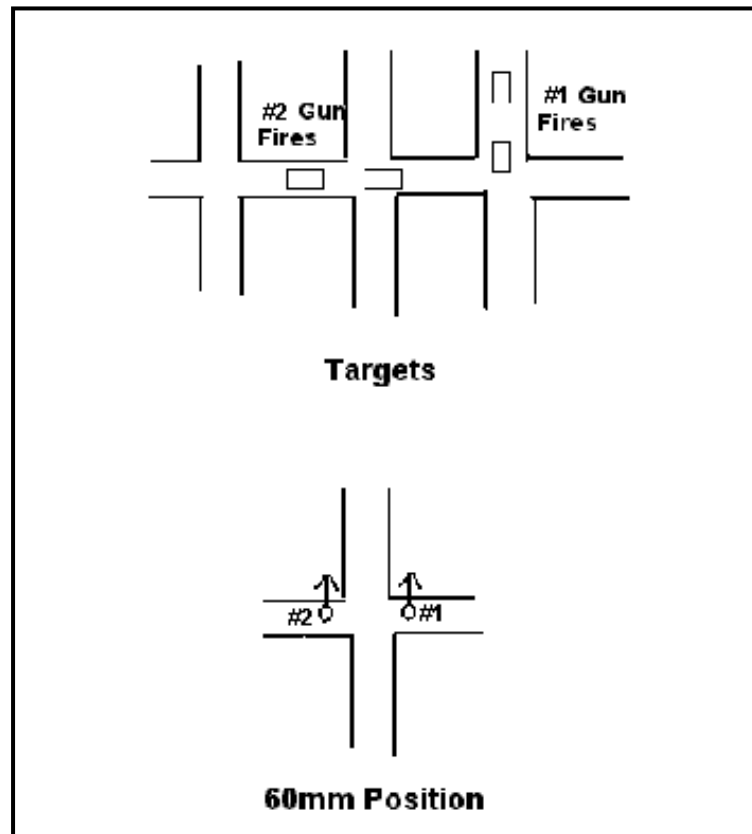 #2 Gun
Fires
#1 Gun
Fires
Targets
#2
#1
60mm Position